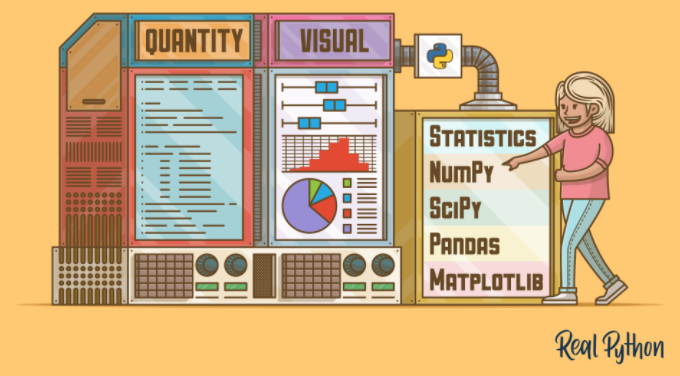 QUANTITY
VISUAL
STATISTICS
NUMPY
SCIPY
PANDAS
MATPLOTLIB
Real Python